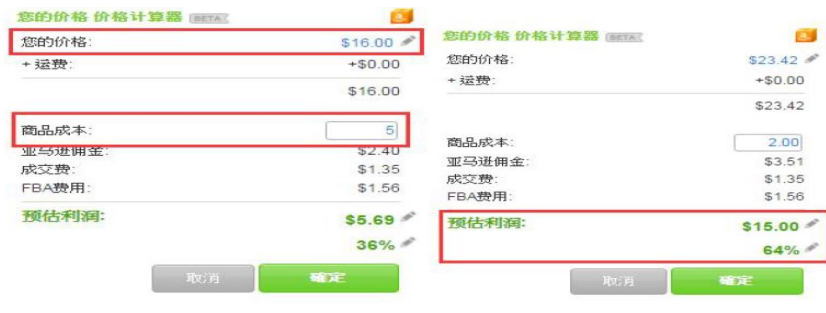 您的价格 价格计算器 BETA
您的价格: $16.00
+ 运费: +$0.00
$16.00
商品成本: 5
亚马逊佣金: $2.40
成交费: $1.35
FBA费用: $1.56
预估利润: $5.69
36%
取消 確定
您的价格 价格计算器 BETA
您的价格: $23.42
+ 运费: +$0.00
$23.42
商品成本: 2.00
亚马逊佣金: $3.51
成交费: $1.35
FBA费用: $1.56
预估利润: $15.00
64%
取消 確定